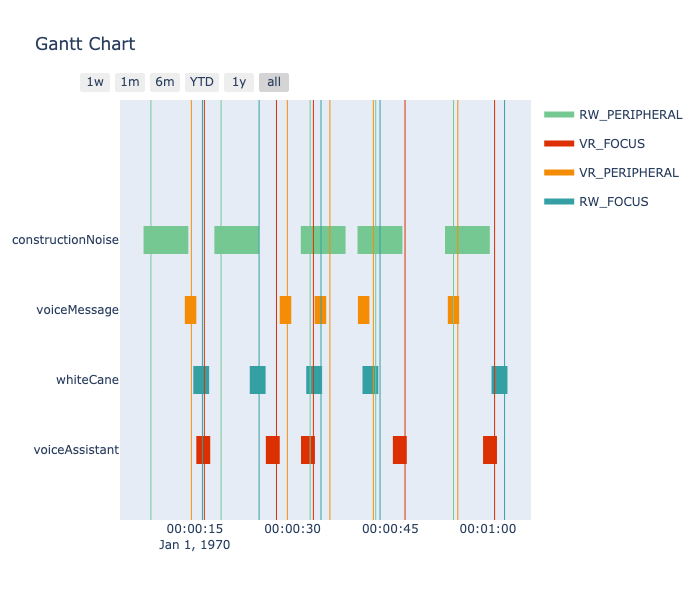 Gantt Chart
1w 1m 6m YTD 1y all
RW_PERIPHERAL
VR_FOCUS
VR_PERIPHERAL
RW_FOCUS
constructionNoise
voiceMessage
whiteCane
voiceAssistant
00:00:15 00:00:30 00:00:45 00:01:00
Jan 1, 1970